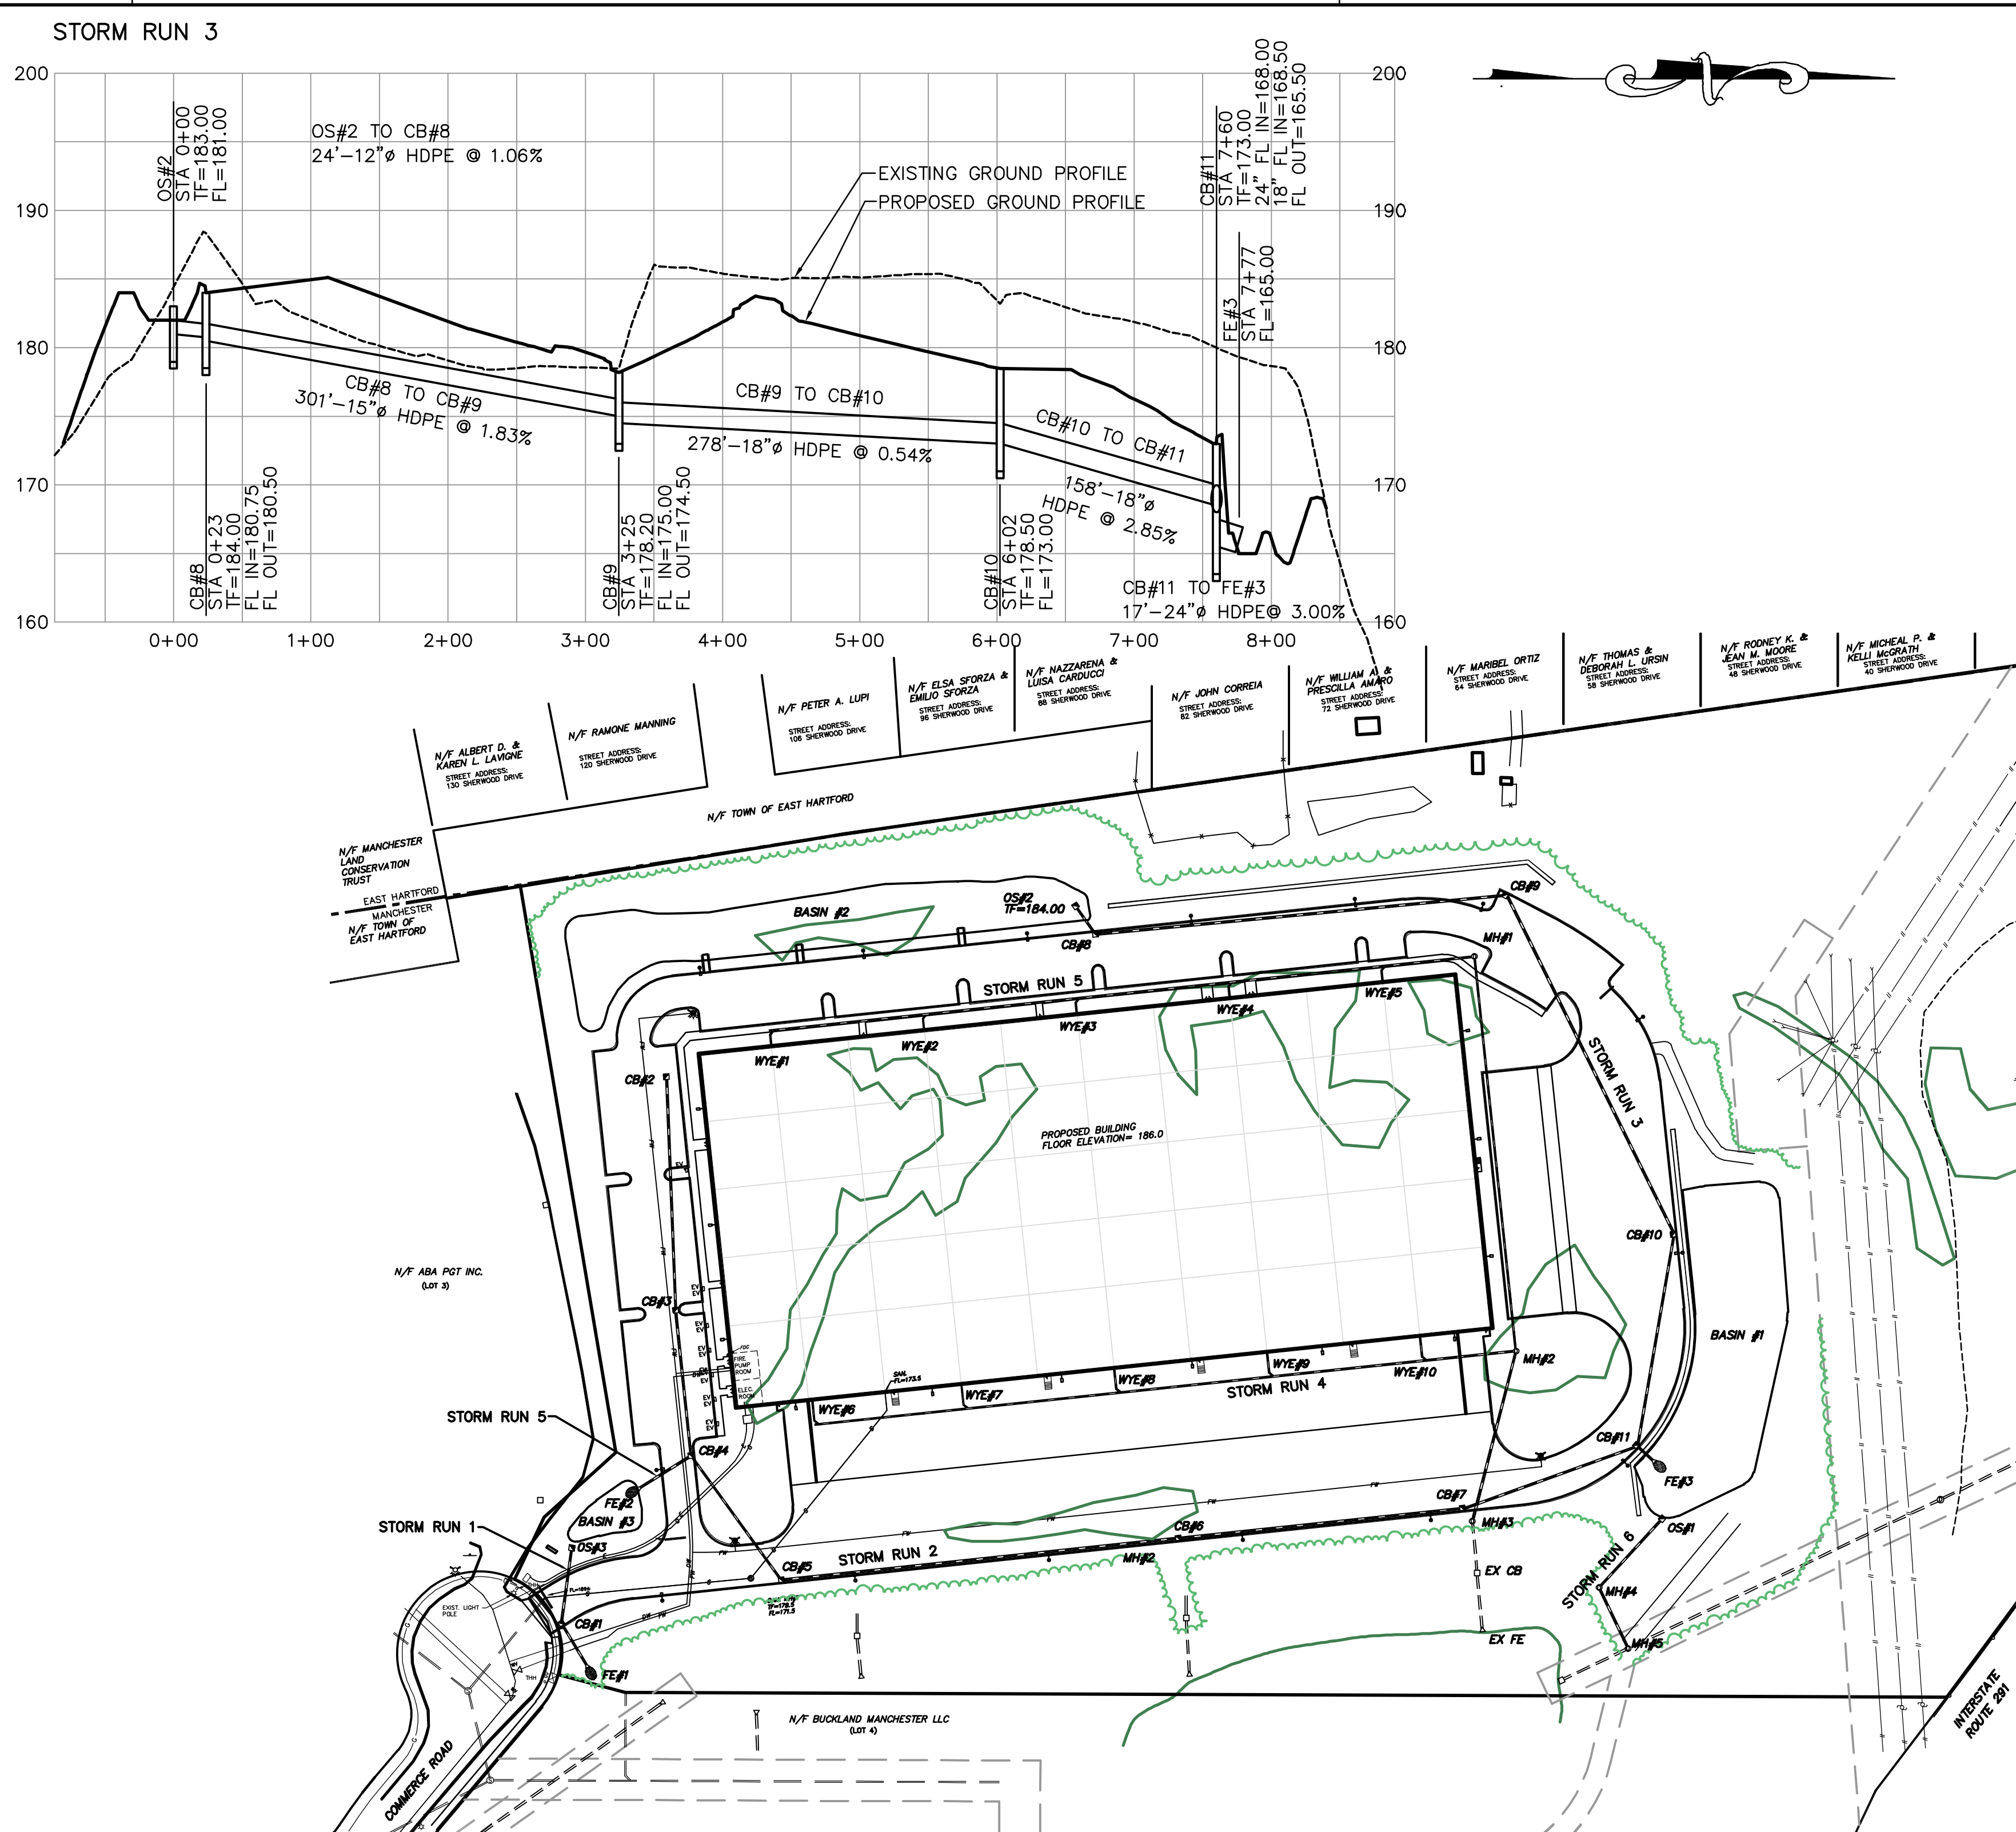 STORM RUN 3
200
190
180
170
160
200
190
180
170
160
0+00
1+00
2+00
3+00
4+00
5+00
6+00
7+00
8+00
OS#2
STA 0+00
TF=183.00
FL=181.00
OS#2 TO CB#8
24'-12"ø HDPE @ 1.06%
EXISTING GROUND PROFILE
PROPOSED GROUND PROFILE
CB#11
STA 7+60
TF=173.00
24" FL IN=168.00
18" FL IN=168.50
FL OUT=165.50
FE#3
STA 7+77
FL=165.00
CB#8 TO CB#9
301'-15"ø HDPE @ 1.83%
CB#9 TO CB#10
278'-18"ø HDPE @ 0.54%
CB#10 TO CB#11
158'-18"ø
HDPE @ 2.85%
CB#11 TO FE#3
17'-24"ø HDPE@ 3.00%
CB#8
STA 0+23
TF=184.00
FL IN=180.75
FL OUT=180.50
CB#9
STA 3+25
TF=178.20
FL IN=175.00
FL OUT=174.50
CB#10
STA 6+02
TF=178.50
FL=173.00
N/F ALBERT D. &
KAREN L. LAVIGNE
STREET ADDRESS:
130 SHERWOOD DRIVE
N/F RAMONE MANNING
STREET ADDRESS:
120 SHERWOOD DRIVE
N/F PETER A. LUPI
STREET ADDRESS:
106 SHERWOOD DRIVE
N/F ELSA SFORZA &
EMILIO SFORZA
STREET ADDRESS:
96 SHERWOOD DRIVE
N/F NAZZARENA &
LUISA CARDUCCI
STREET ADDRESS:
88 SHERWOOD DRIVE
N/F JOHN CORREIA
STREET ADDRESS:
82 SHERWOOD DRIVE
N/F WILLIAM A. &
PRESCILLA AMARO
STREET ADDRESS:
72 SHERWOOD DRIVE
N/F MARIBEL ORTIZ
STREET ADDRESS:
64 SHERWOOD DRIVE
N/F THOMAS &
DEBORAH L. URSIN
STREET ADDRESS:
58 SHERWOOD DRIVE
N/F RODNEY K. &
JEAN M. MOORE
STREET ADDRESS:
48 SHERWOOD DRIVE
N/F MICHEAL P. &
KELLI McGRATH
STREET ADDRESS:
40 SHERWOOD DRIVE
N/F TOWN OF EAST HARTFORD
N/F MANCHESTER
LAND
CONSERVATION
TRUST
EAST HARTFORD
MANCHESTER
N/F TOWN OF
EAST HARTFORD
BASIN #2
OS#2
TF=184.00
CB#8
CB#9
MH#1
STORM RUN 5
WYE#1
WYE#2
WYE#3
WYE#4
WYE#5
STORM RUN 3
CB#2
CB#3
PROPOSED BUILDING
FLOOR ELEVATION= 186.0
CB#10
BASIN #1
N/F ABA PGT INC.
(LOT 3)
FDC
FIRE
PUMP
ROOM
ELEC.
ROOM
SAN.
FL=173.5
WYE#6
WYE#7
WYE#8
WYE#9
WYE#10
STORM RUN 4
MH#2
STORM RUN 5
CB#4
CB#11
FE#3
FE#2
BASIN #3
STORM RUN 1
OS#3
CB#7
CB#6
MH#3
OS#1
STORM RUN 2
CB#5
MH#2
STORM RUN 6
EX CB
MH#4
EXIST. LIGHT
POLE
CB#1
EX FE
MH#5
FE#1
THH
N/F BUCKLAND MANCHESTER LLC
(LOT 4)
COMMERCE ROAD
INTERSTATE
ROUTE 291